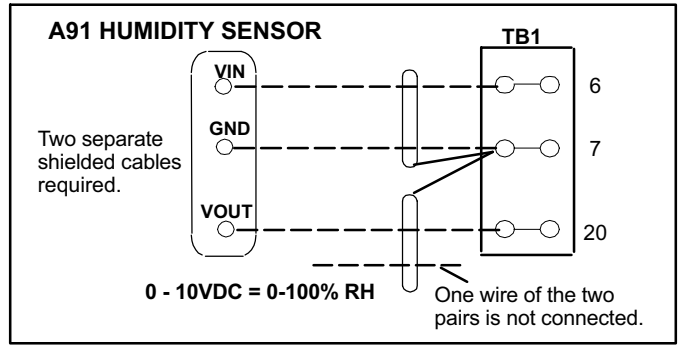 A91 HUMIDITY SENSOR
TB1
VIN
6
GND
7
Two separate
shielded cables
required.
VOUT
20
0 - 10VDC = 0-100% RH
One wire of the two
pairs is not connected.